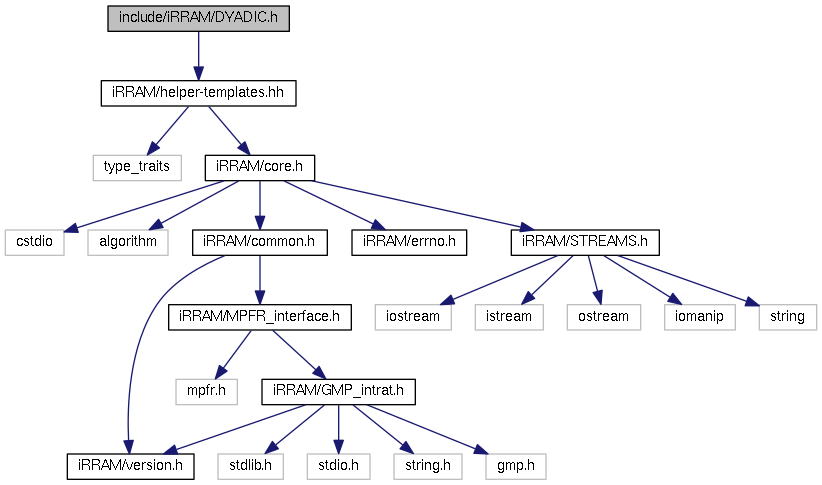 include/iRRAM/DYADIC.h
iRRAM/helper-templates.hh
type_traits
iRRAM/core.h
cstdio
algorithm
iRRAM/common.h
iRRAM/errno.h
iRRAM/STREAMS.h
iRRAM/MPFR_interface.h
iostream
istream
ostream
iomanip
string
mpfr.h
iRRAM/GMP_intrat.h
iRRAM/version.h
stdlib.h
stdio.h
string.h
gmp.h